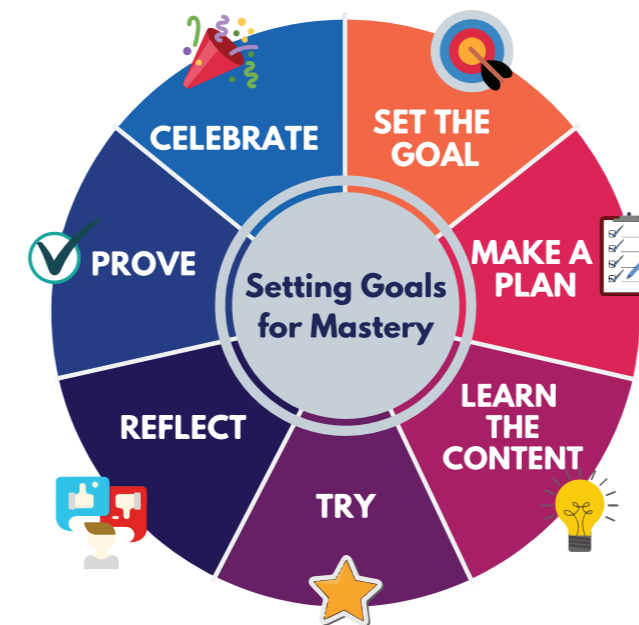 Setting Goals
for Mastery
SET THE
GOAL
MAKE A
PLAN
LEARN
THE
CONTENT
TRY
REFLECT
PROVE
CELEBRATE